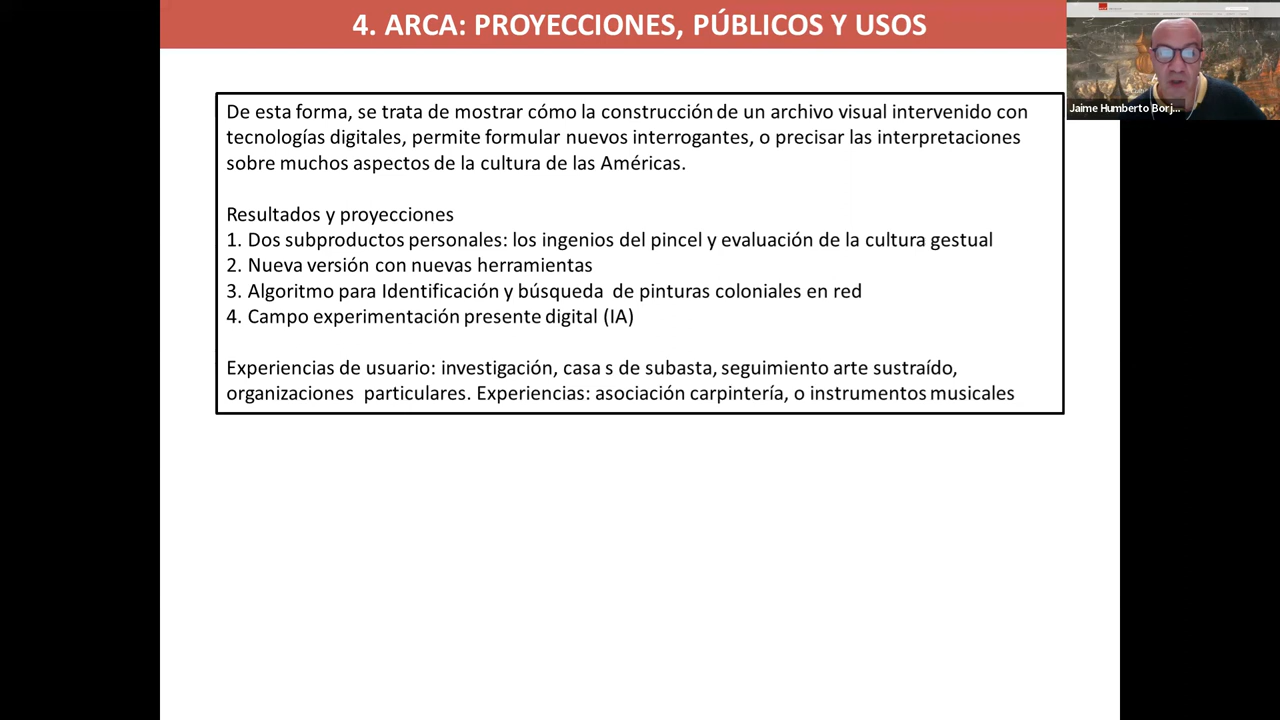 4. ARCA: PROYECCIONES, PÚBLICOS Y USOS
Jaime Humberto Borj...
De esta forma, se trata de mostrar cómo la construcción de un archivo visual intervenido con
tecnologías digitales, permite formular nuevos interrogantes, o precisar las interpretaciones
sobre muchos aspectos de la cultura de las Américas.
Resultados y proyecciones
1. Dos subproductos personales: los ingenios del pincel y evaluación de la cultura gestual
2. Nueva versión con nuevas herramientas
3. Algoritmo para Identificación y búsqueda  de pinturas coloniales en red
4. Campo experimentación presente digital (IA)
Experiencias de usuario: investigación, casa s de subasta, seguimiento arte sustraído,
organizaciones  particulares. Experiencias: asociación carpintería, o instrumentos musicales